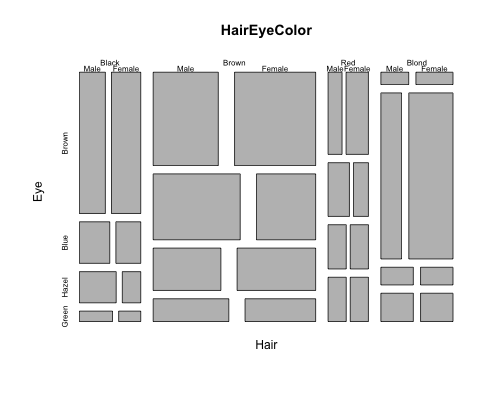 HairEyeColor
Black Brown Red Blond
Male Female Male Female Male Female Male Female
Brown
Blue
Hazel
Green
Eye
Hair